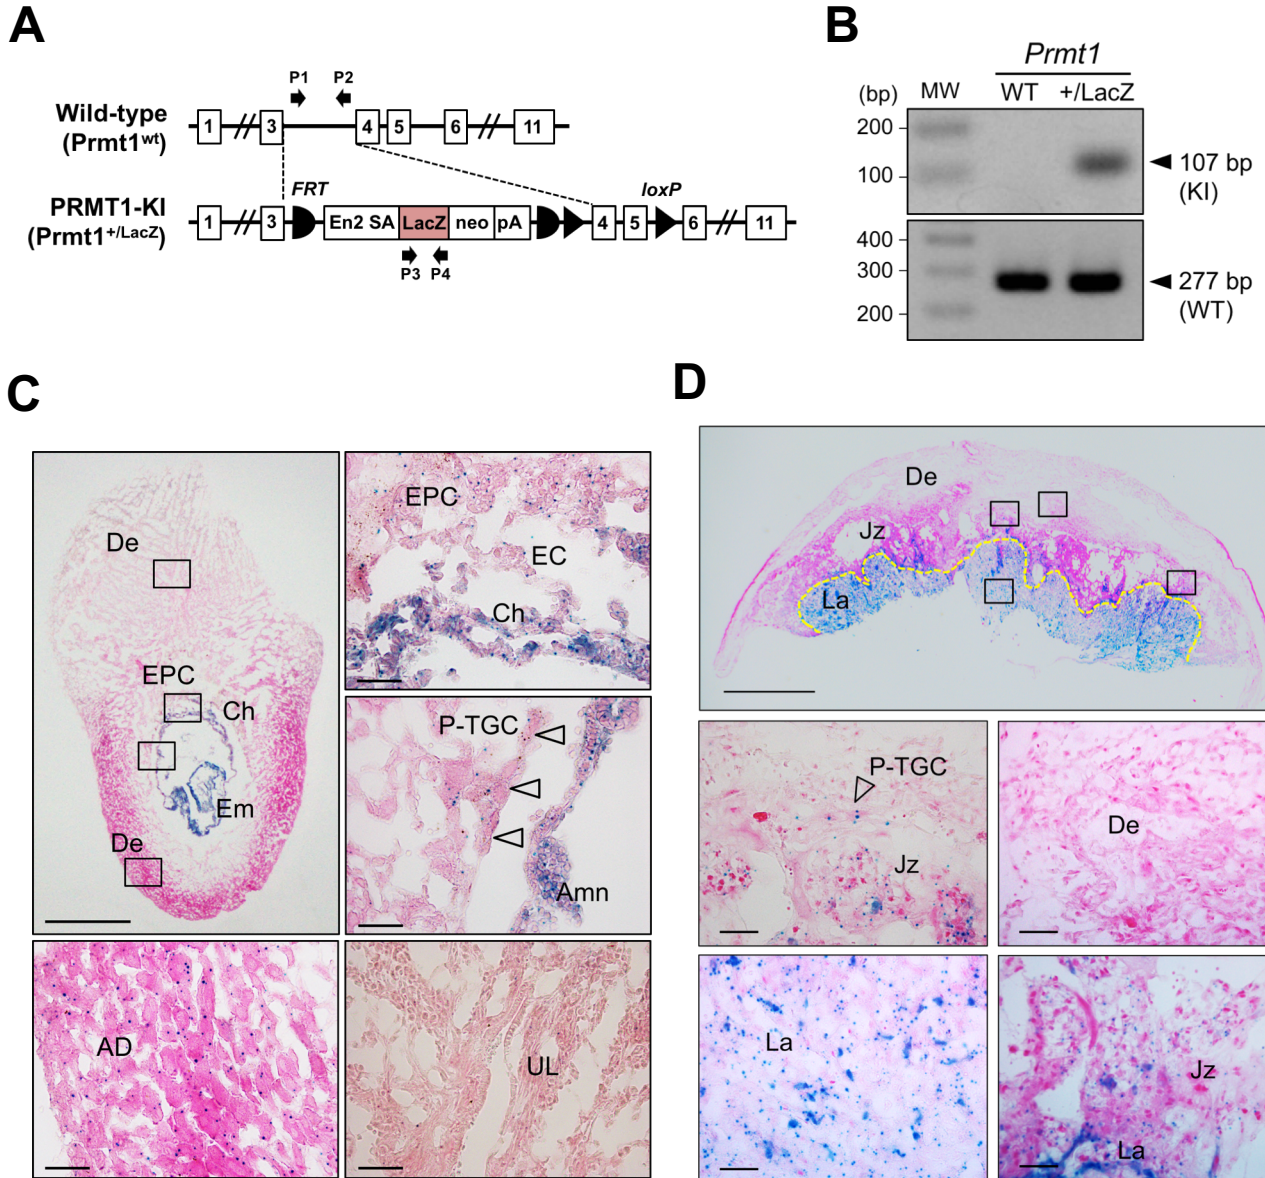 A
P1 P2
Wild-type
(Prmt1wt)
1 3 4 5 6 11
FRT loxP
PRMT1-KI
(Prmt1+/LacZ)
1 3 En2 SA LacZ neo pA 4 5 6 11
P3 P4
B
Prmt1
(bp) MW WT +/LacZ
200
100
107 bp
(KI)
400
300
200
277 bp
(WT)
C
De
EPC
Ch
Em
De
EPC
EC
Ch
P-TGC
Amn
AD
UL
D
De
Jz
La
P-TGC
Jz
De
La
Jz
La